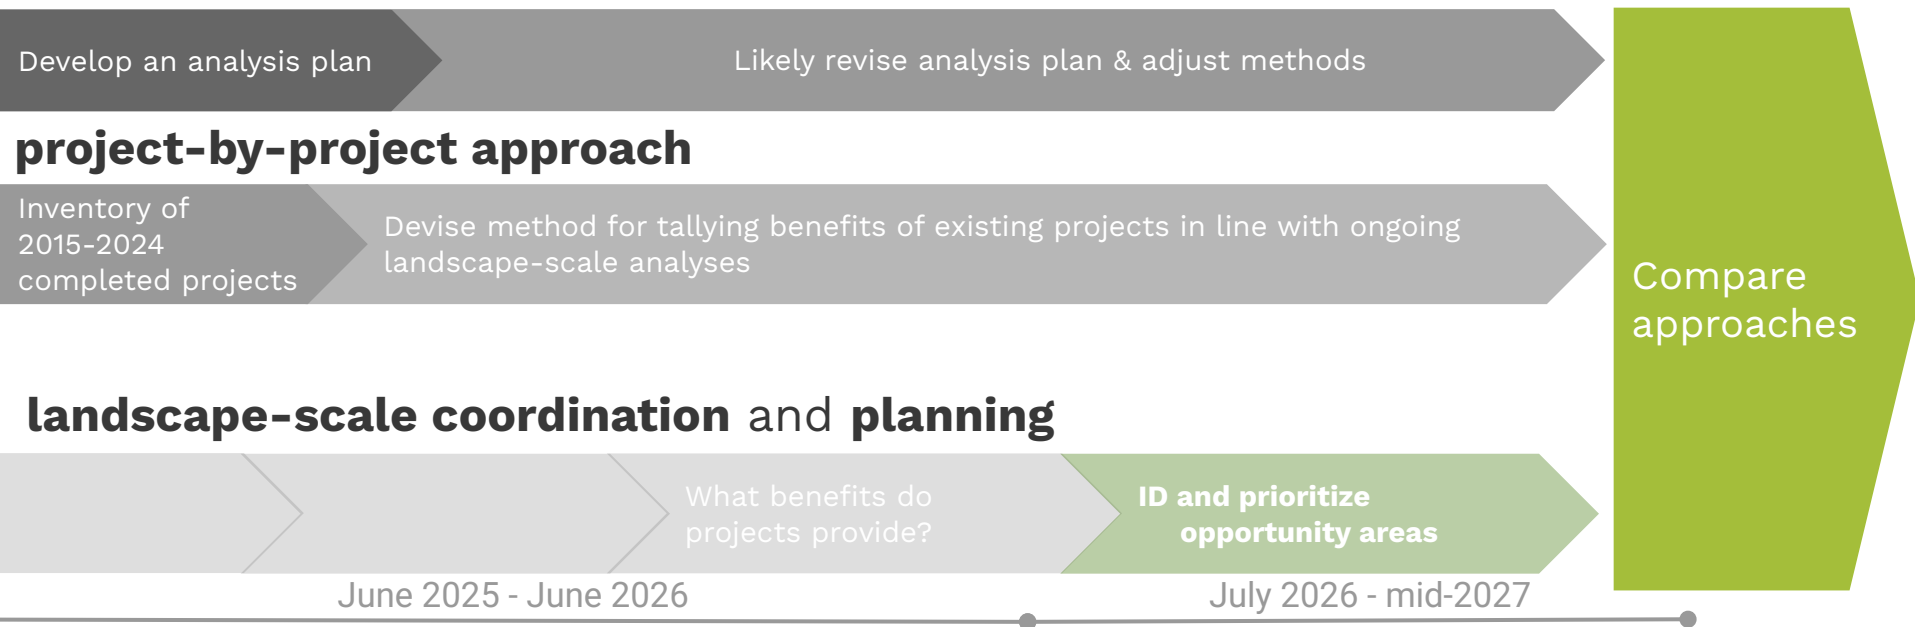 Develop an analysis plan
Likely revise analysis plan & adjust methods
project-by-project approach
Inventory of
2015-2024
completed projects
Devise method for tallying benefits of existing projects in line with ongoing
landscape-scale analyses
Compare
approaches
landscape-scale coordination and planning
What benefits do
projects provide?
ID and prioritize
opportunity areas
June 2025 - June 2026
July 2026 - mid-2027